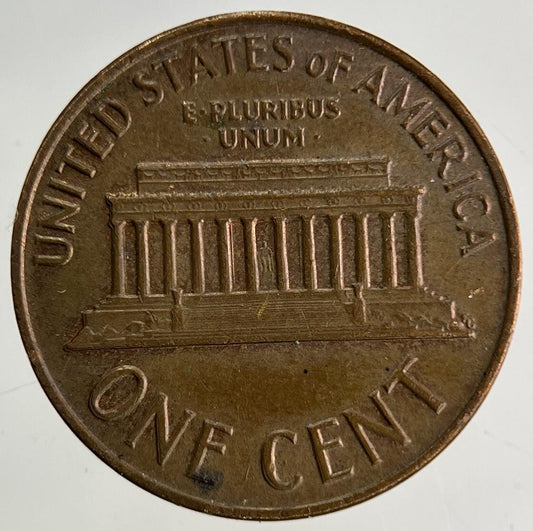 UNITED STATES OF AMERICA
E·PLURIBUS
·UNUM·
ONE CENT